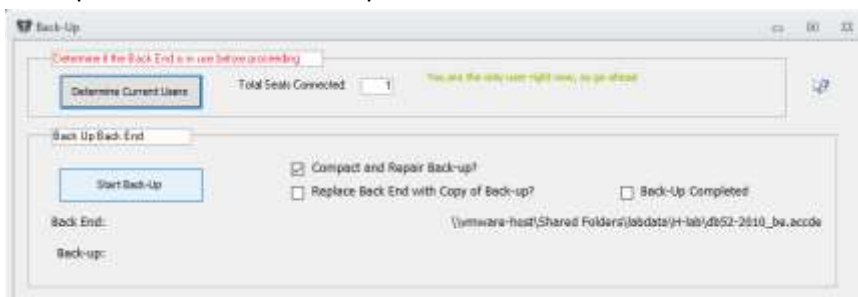 Back-Up
Determine if the Back End is in use before proceeding
Determine Current Users
Total Seats Connected: 1
You are the only user right now, so go ahead
Back Up Back End
Start Back-Up
Compact and Repair Back-up?
Replace Back End with Copy of Back-up?
Back-Up Completed
Back End:
\\vmware-host\Shared Folders\labdata\H-lab\db52-2010_be.accde
Back-up: